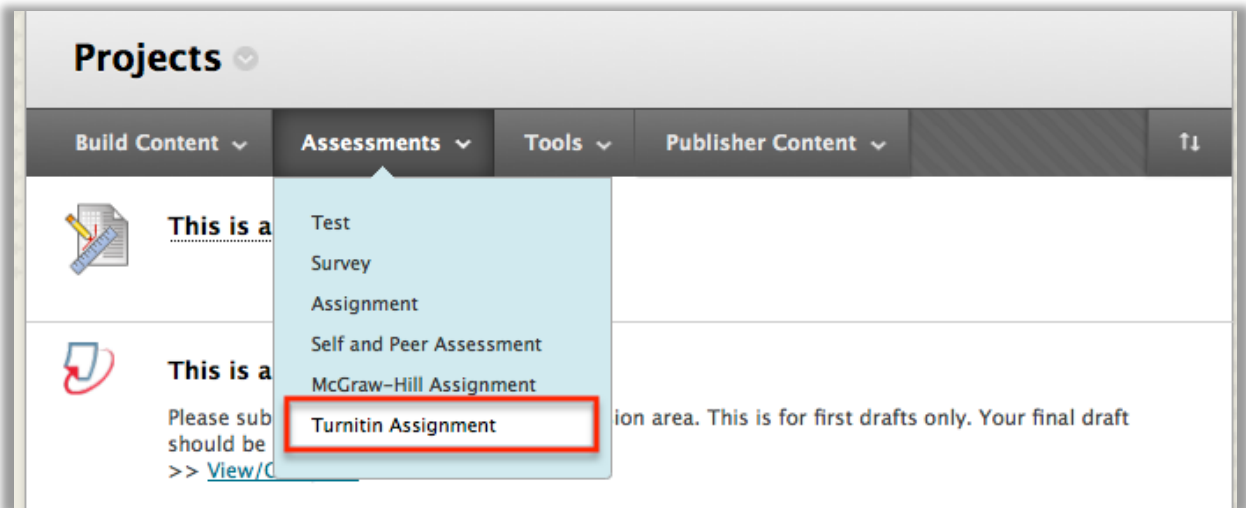 Projects
Build Content Assessments Tools Publisher Content
This is a
Test
Survey
Assignment
Self and Peer Assessment
McGraw-Hill Assignment
Turnitin Assignment
This is a
Please sub ion area. This is for first drafts only. Your final draft
should be
>> View/